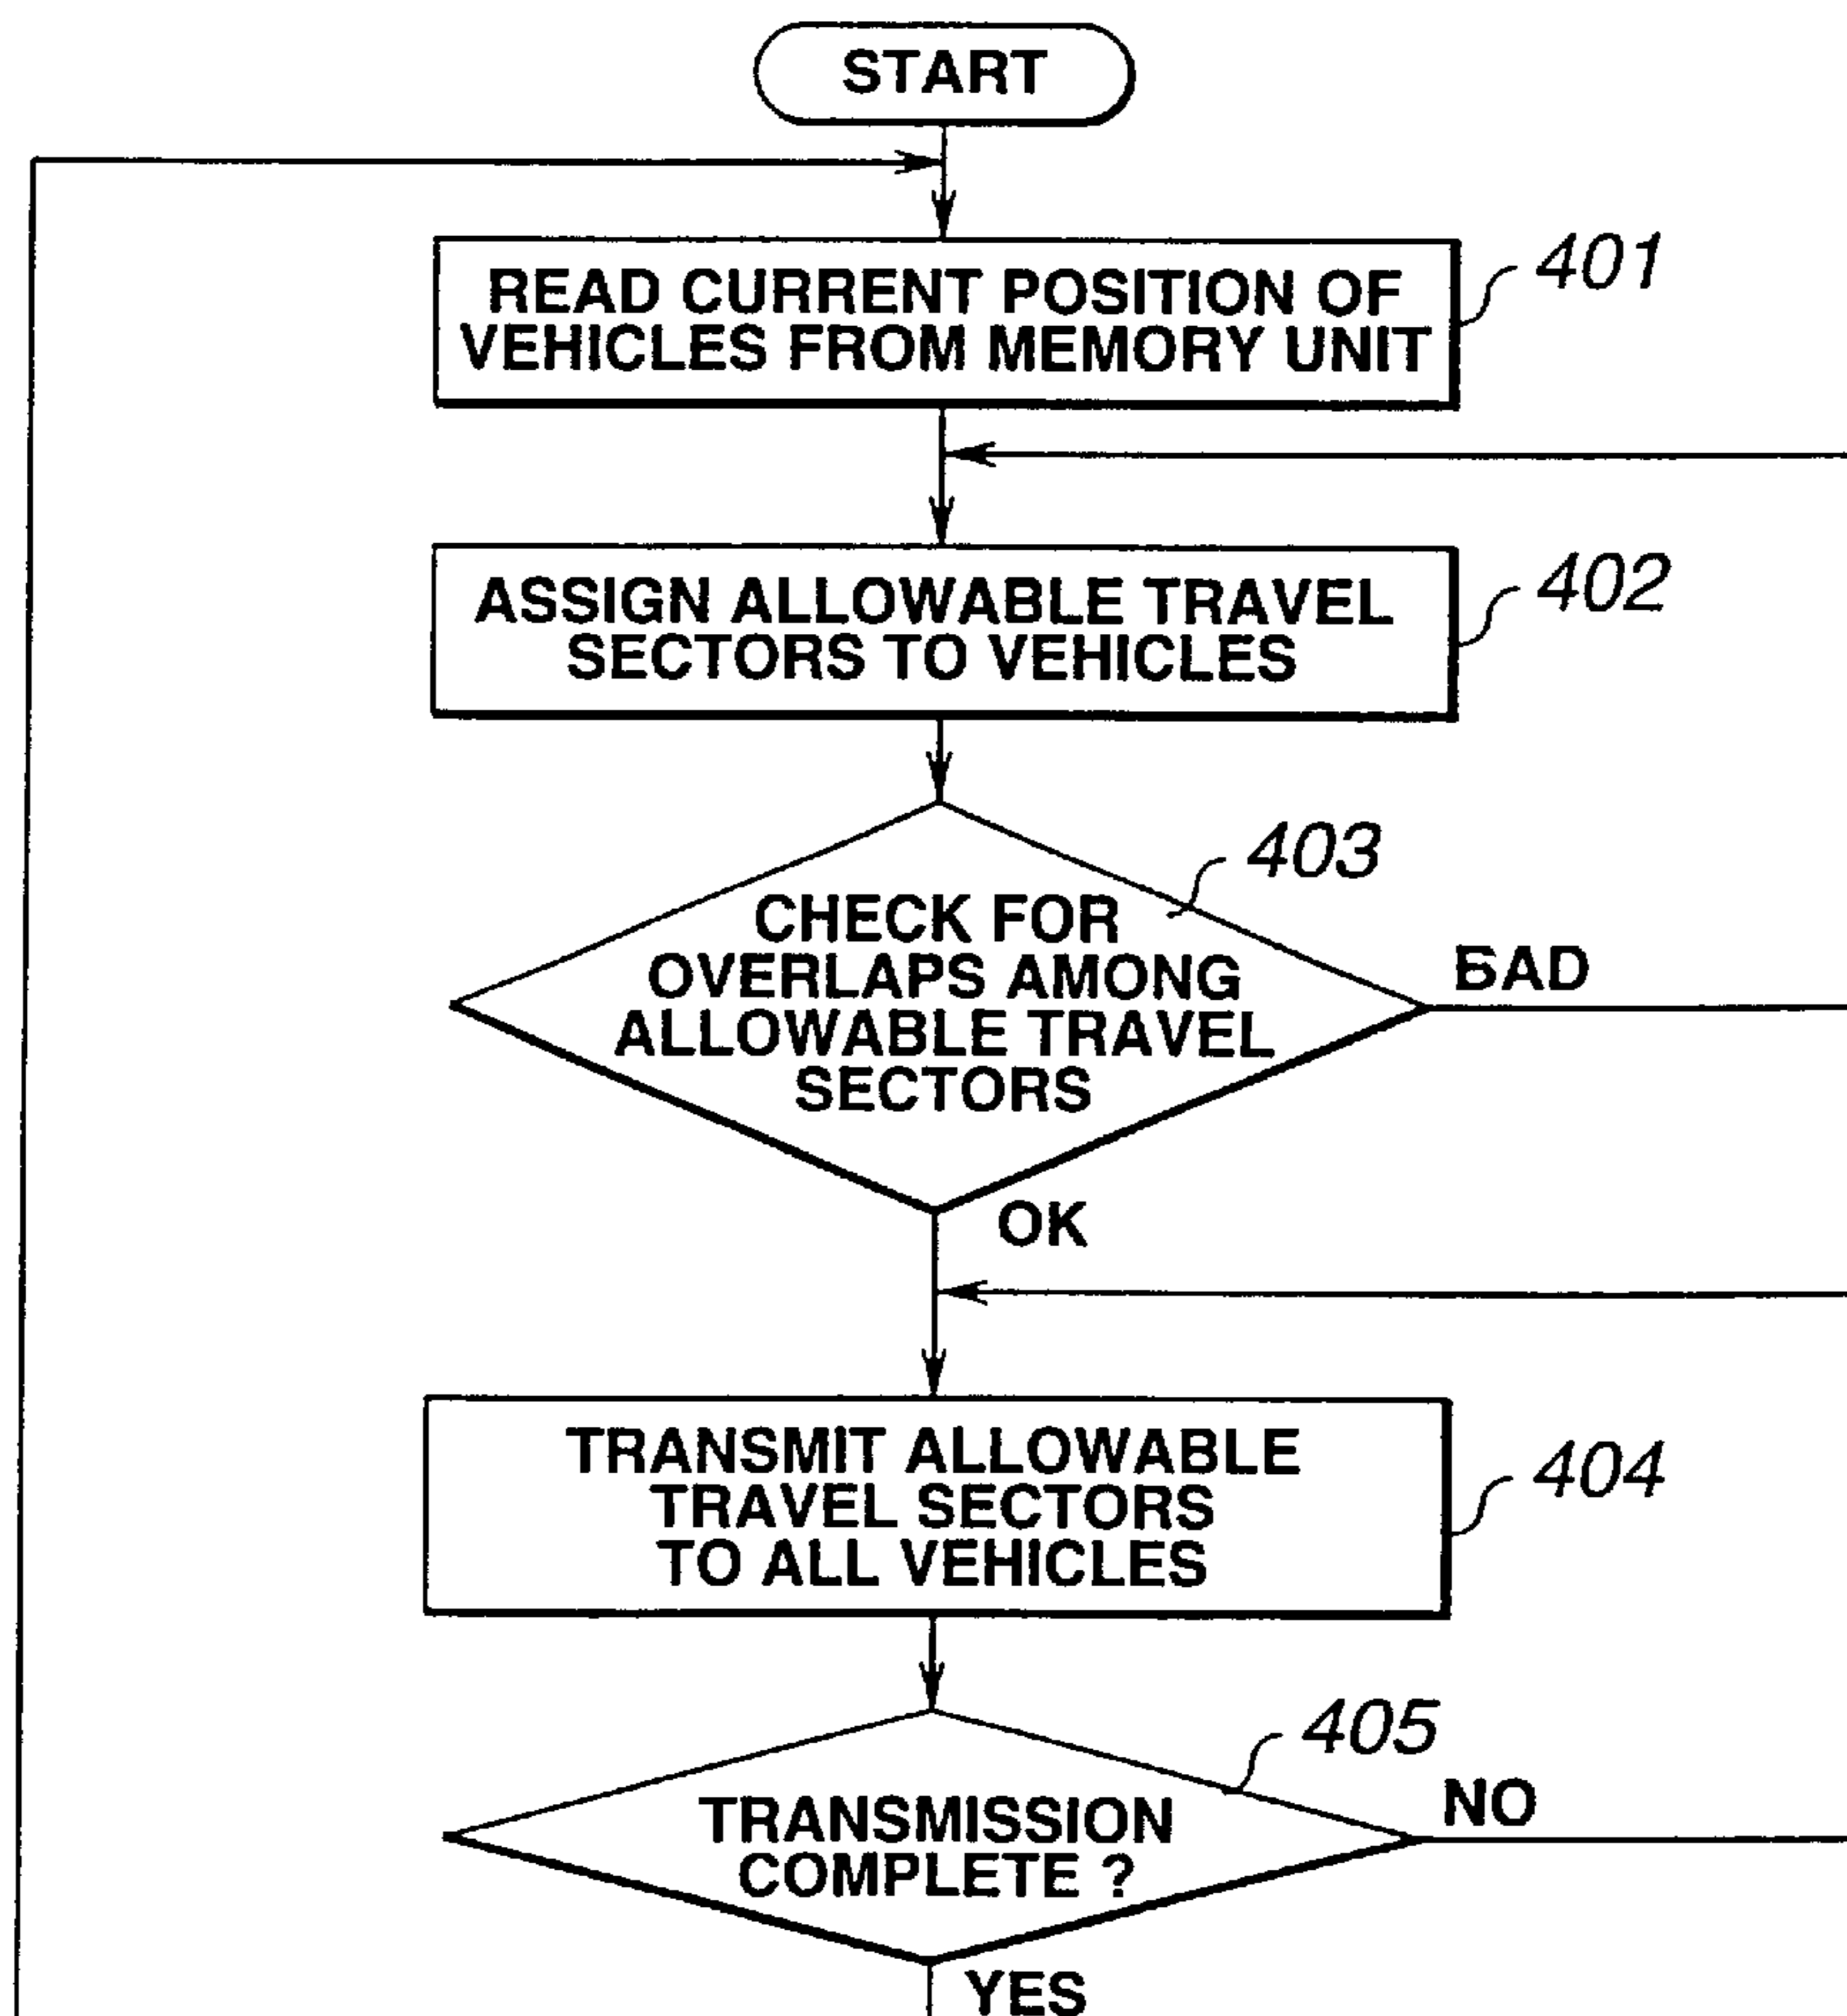 START
READ CURRENT POSITION OF
VEHICLES FROM MEMORY UNIT
401
ASSIGN ALLOWABLE TRAVEL
SECTORS TO VEHICLES
402
403
CHECK FOR
OVERLAPS AMONG
ALLOWABLE TRAVEL
SECTORS
BAD
OK
TRANSMIT ALLOWABLE
TRAVEL SECTORS
TO ALL VEHICLES
404
405
TRANSMISSION
COMPLETE ?
NO
YES